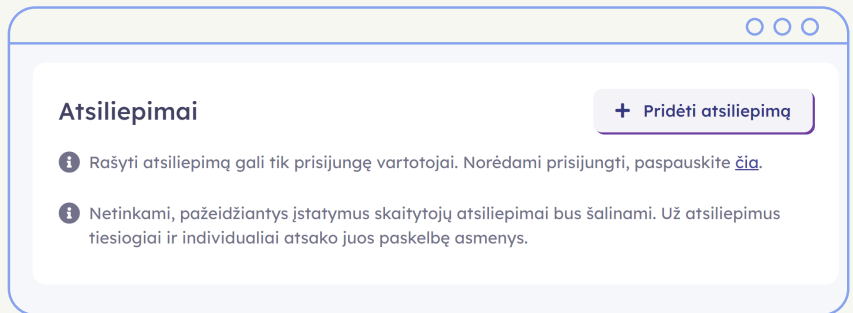 Atsiliepimai
Pridėti atsiliepimą
Rašyti atsiliepimą gali tik prisijungę vartotojai. Norėdami prisijungti, paspauskite čia.
Netinkami, pažeidžiantys įstatymus skaitytojų atsiliepimai bus šalinami. Už atsiliepimus
tiesiogiai ir individualiai atsako juos paskelbę asmenys.